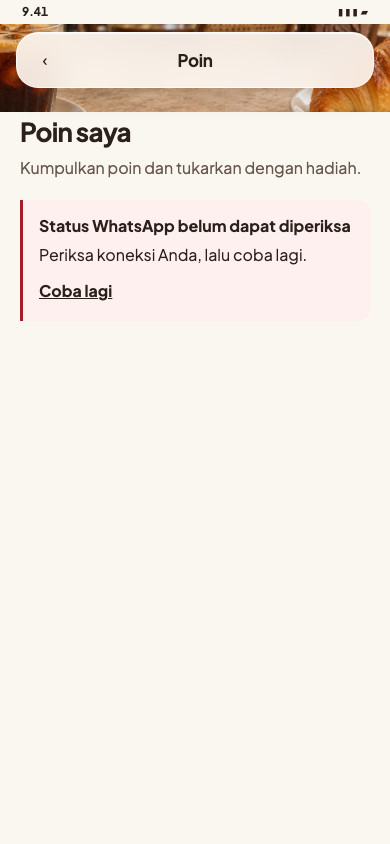 9.41
‹
Poin
Poin saya
Kumpulkan poin dan tukarkan dengan hadiah.
Status WhatsApp belum dapat diperiksa
Periksa koneksi Anda, lalu coba lagi.
Coba lagi